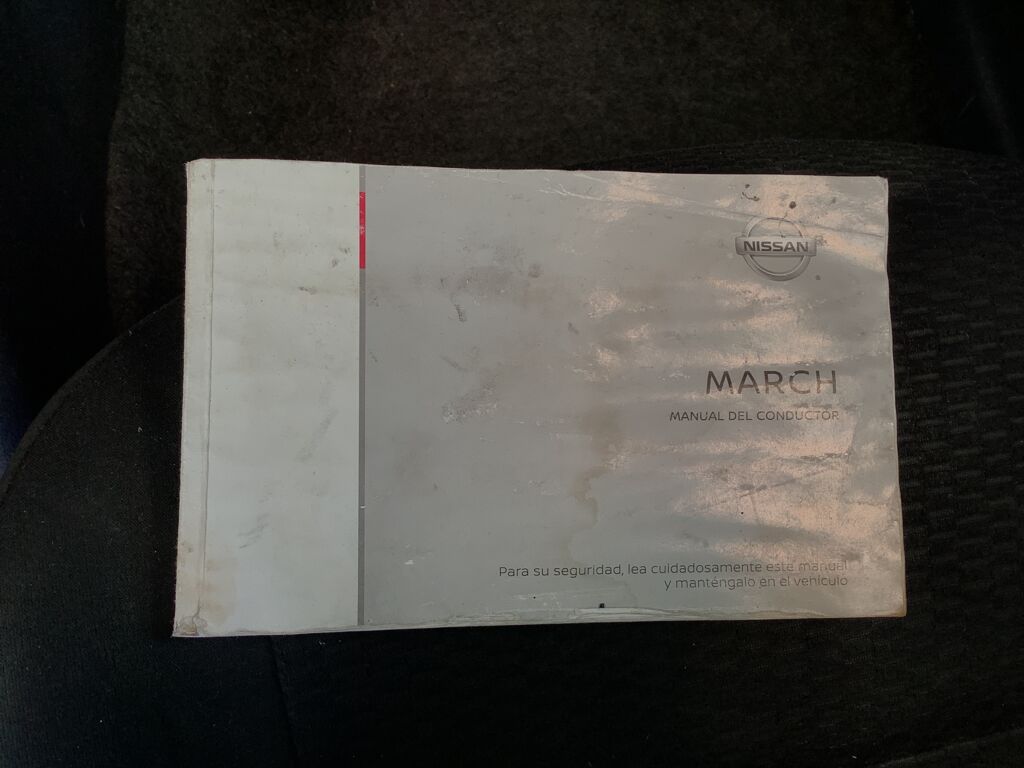 NISSAN
MARCH
MANUAL DEL CONDUCTOR
Para su seguridad, lea cuidadosamente este manual
y manténgalo en el vehículo